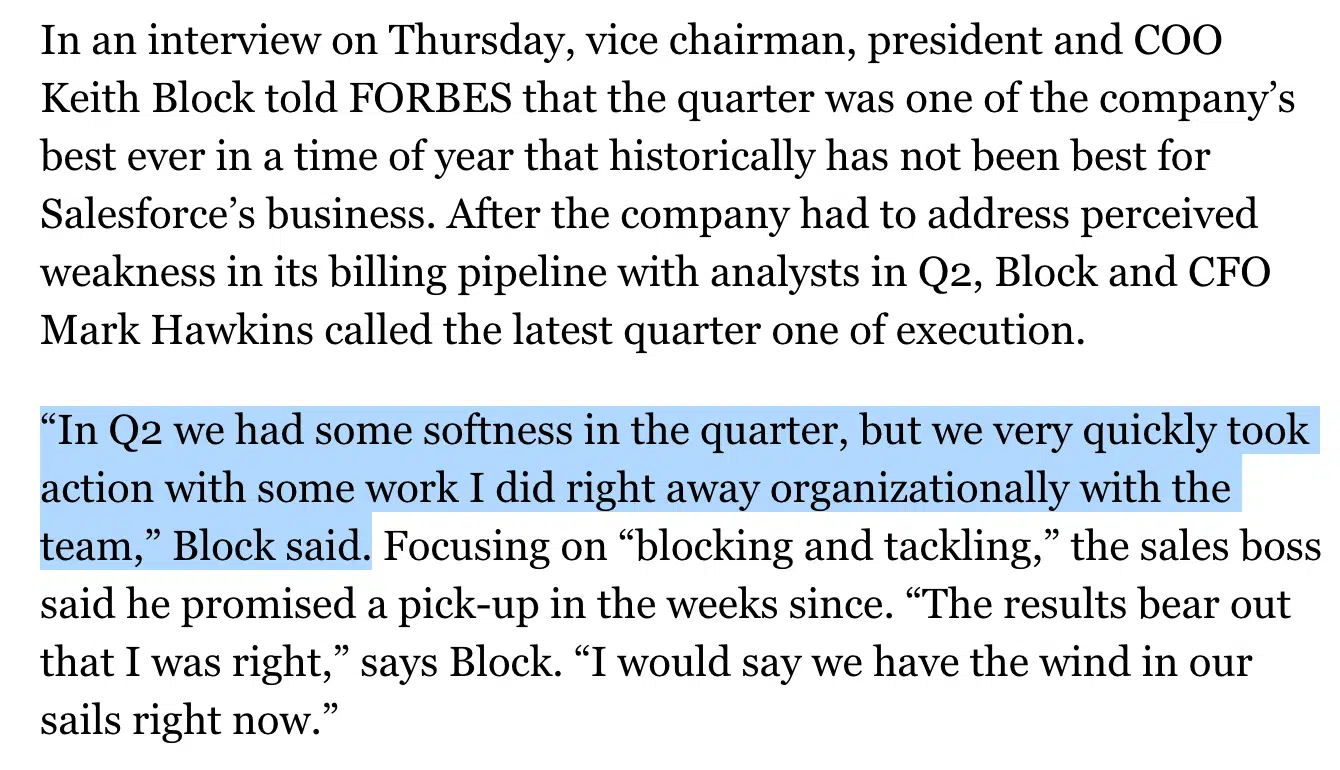 In an interview on Thursday, vice chairman, president and COO
Keith Block told FORBES that the quarter was one of the company’s
best ever in a time of year that historically has not been best for
Salesforce’s business. After the company had to address perceived
weakness in its billing pipeline with analysts in Q2, Block and CFO
Mark Hawkins called the latest quarter one of execution.
“In Q2 we had some softness in the quarter, but we very quickly took
action with some work I did right away organizationally with the
team,” Block said. Focusing on “blocking and tackling,” the sales boss
said he promised a pick-up in the weeks since. “The results bear out
that I was right,” says Block. “I would say we have the wind in our
sails right now.”